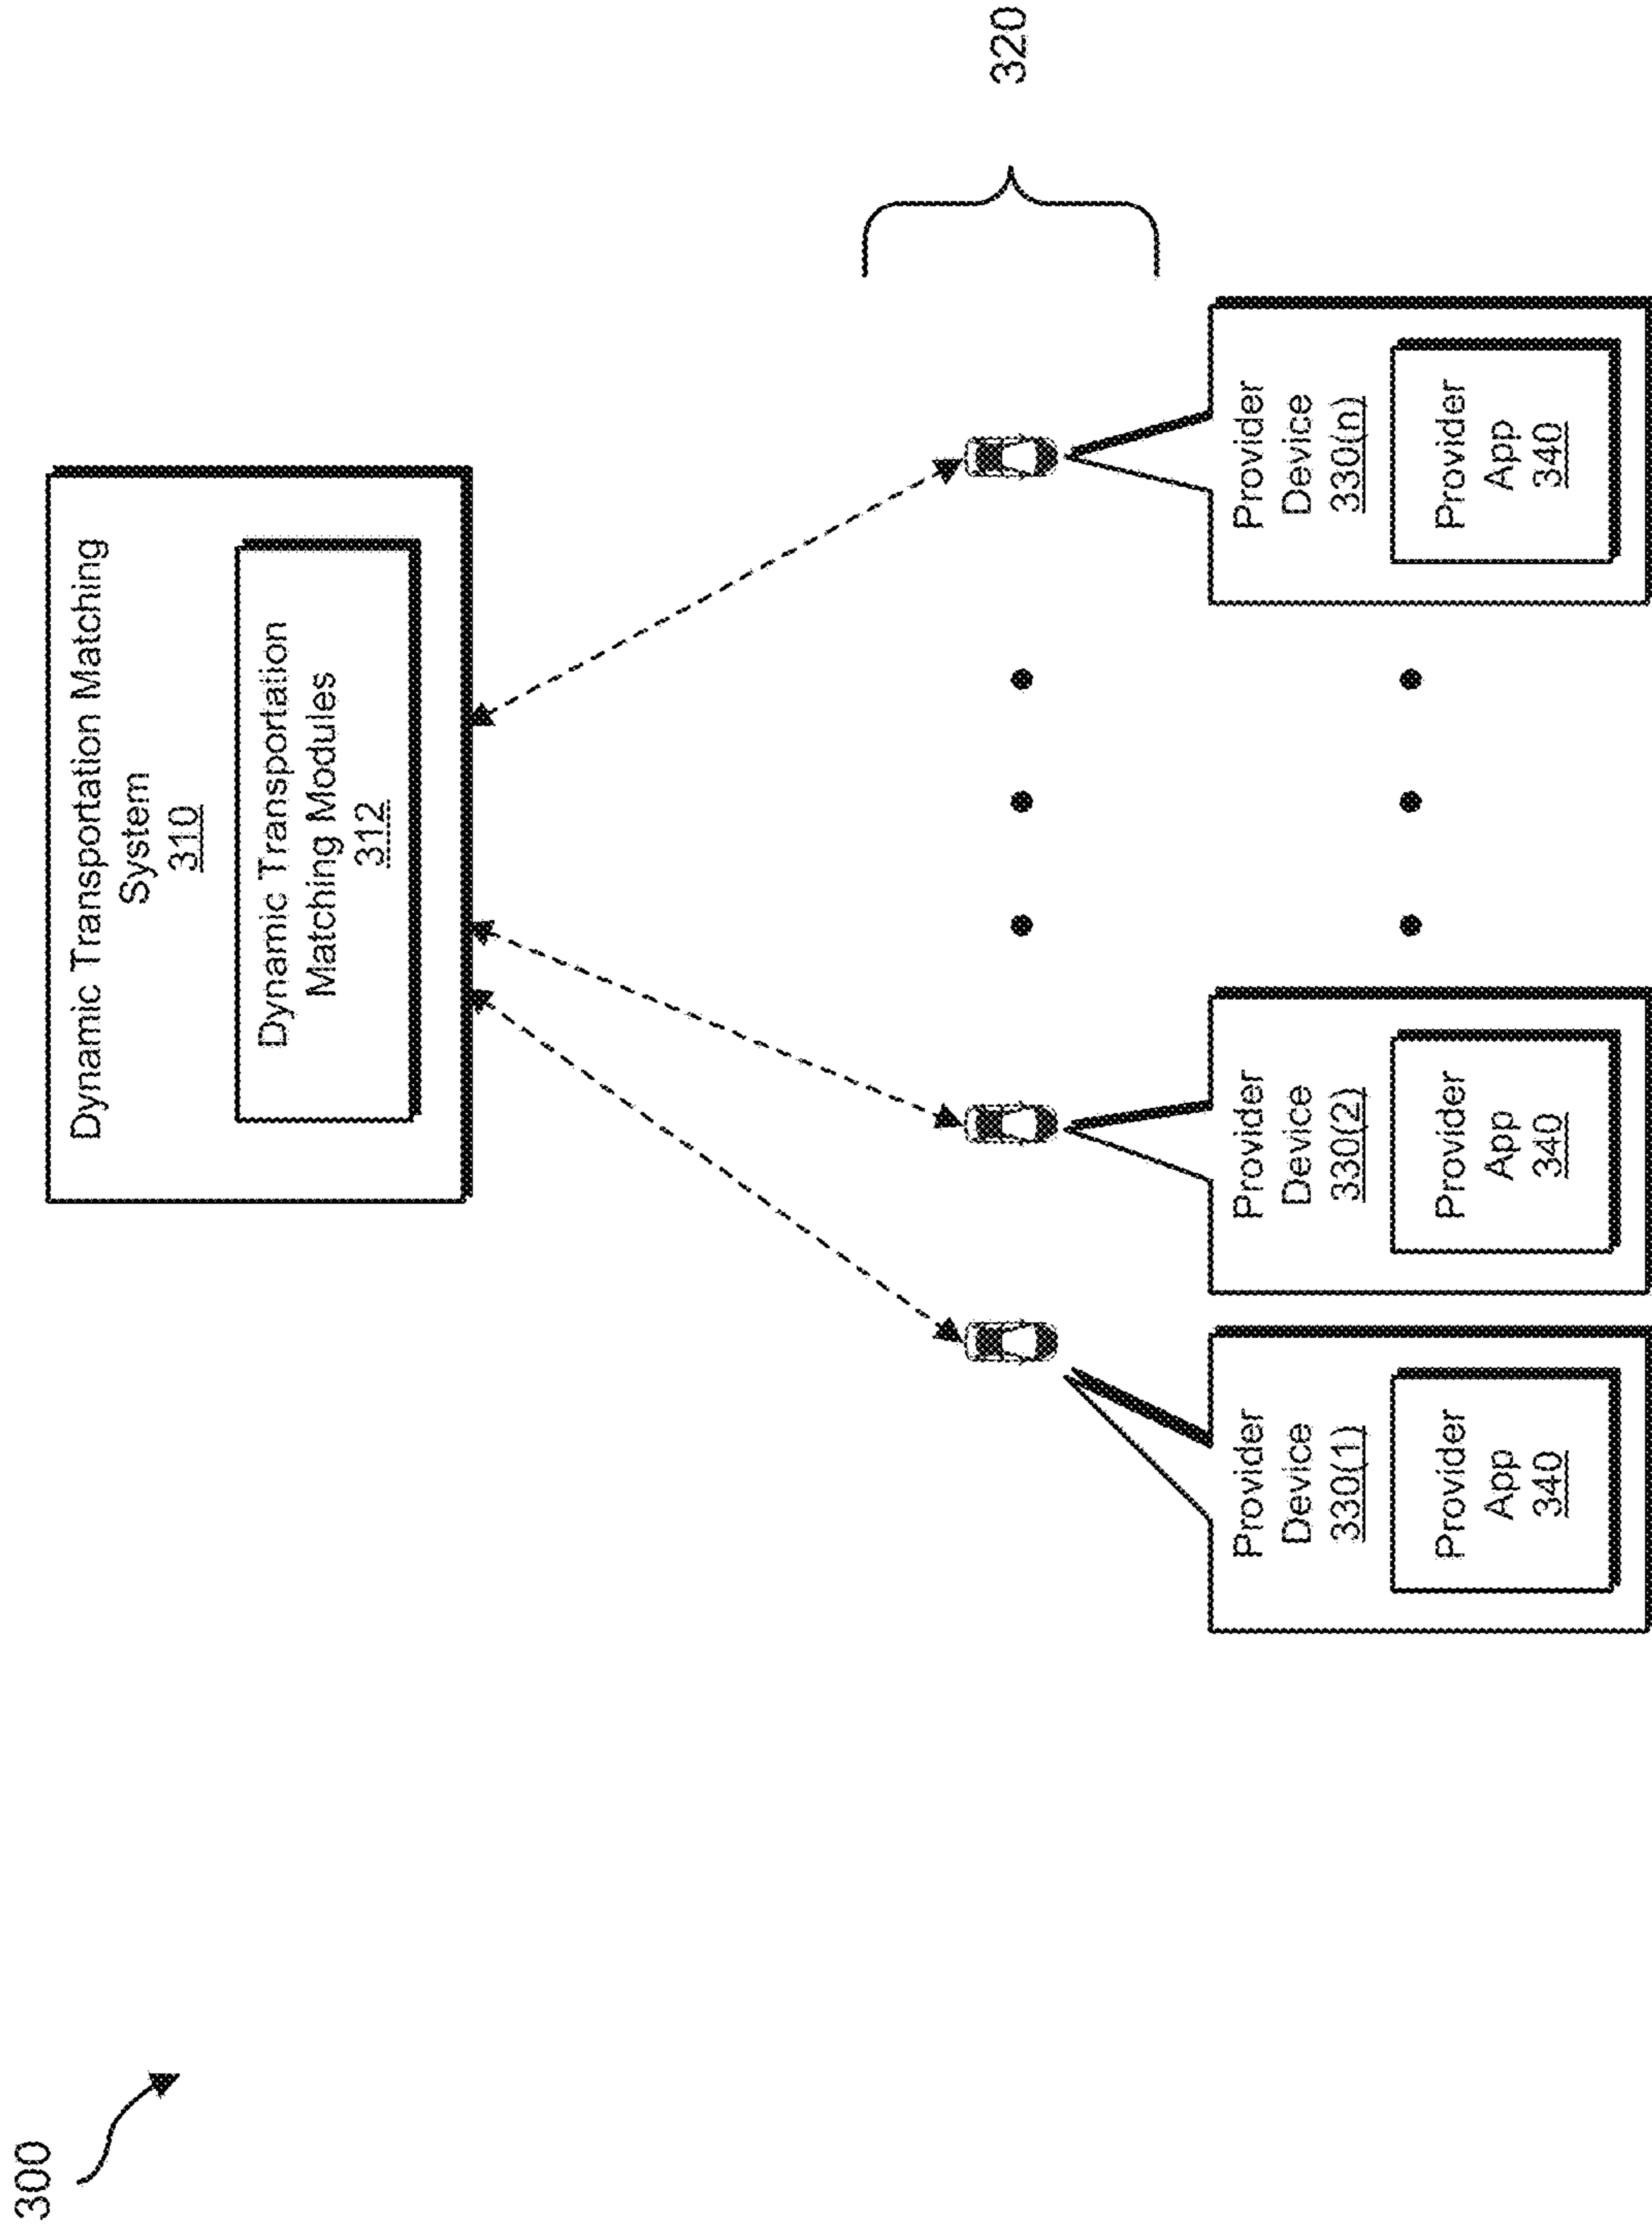 300
Dynamic Transportation Matching
System
310
Dynamic Transportation
Matching Modules
312
320
Provider
Device
330(1)
Provider
App
340
Provider
Device
330(2)
Provider
App
340
Provider
Device
330(n)
Provider
App
340